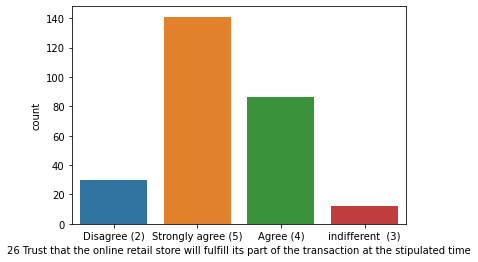 140
120
100
80
60
40
20
0
count
Disagree (2) Strongly agree (5) Agree (4) indifferent  (3)
26 Trust that the online retail store will fulfill its part of the transaction at the stipulated time